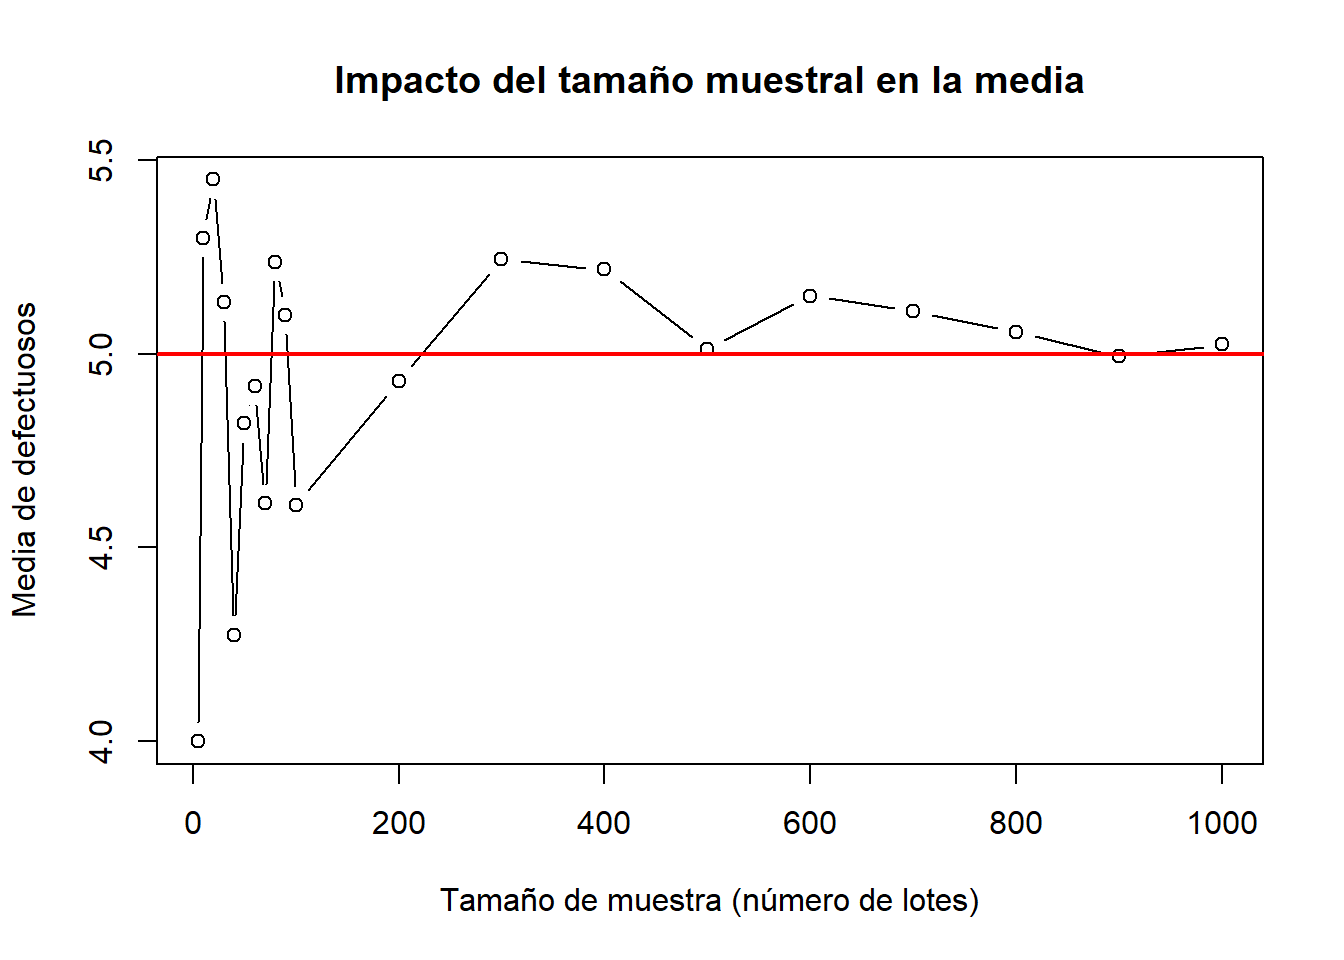 Impacto del tamaño muestral en la media
Media de defectuosos
5.5
5.0
4.5
4.0
0 200 400 600 800 1000
Tamaño de muestra (número de lotes)